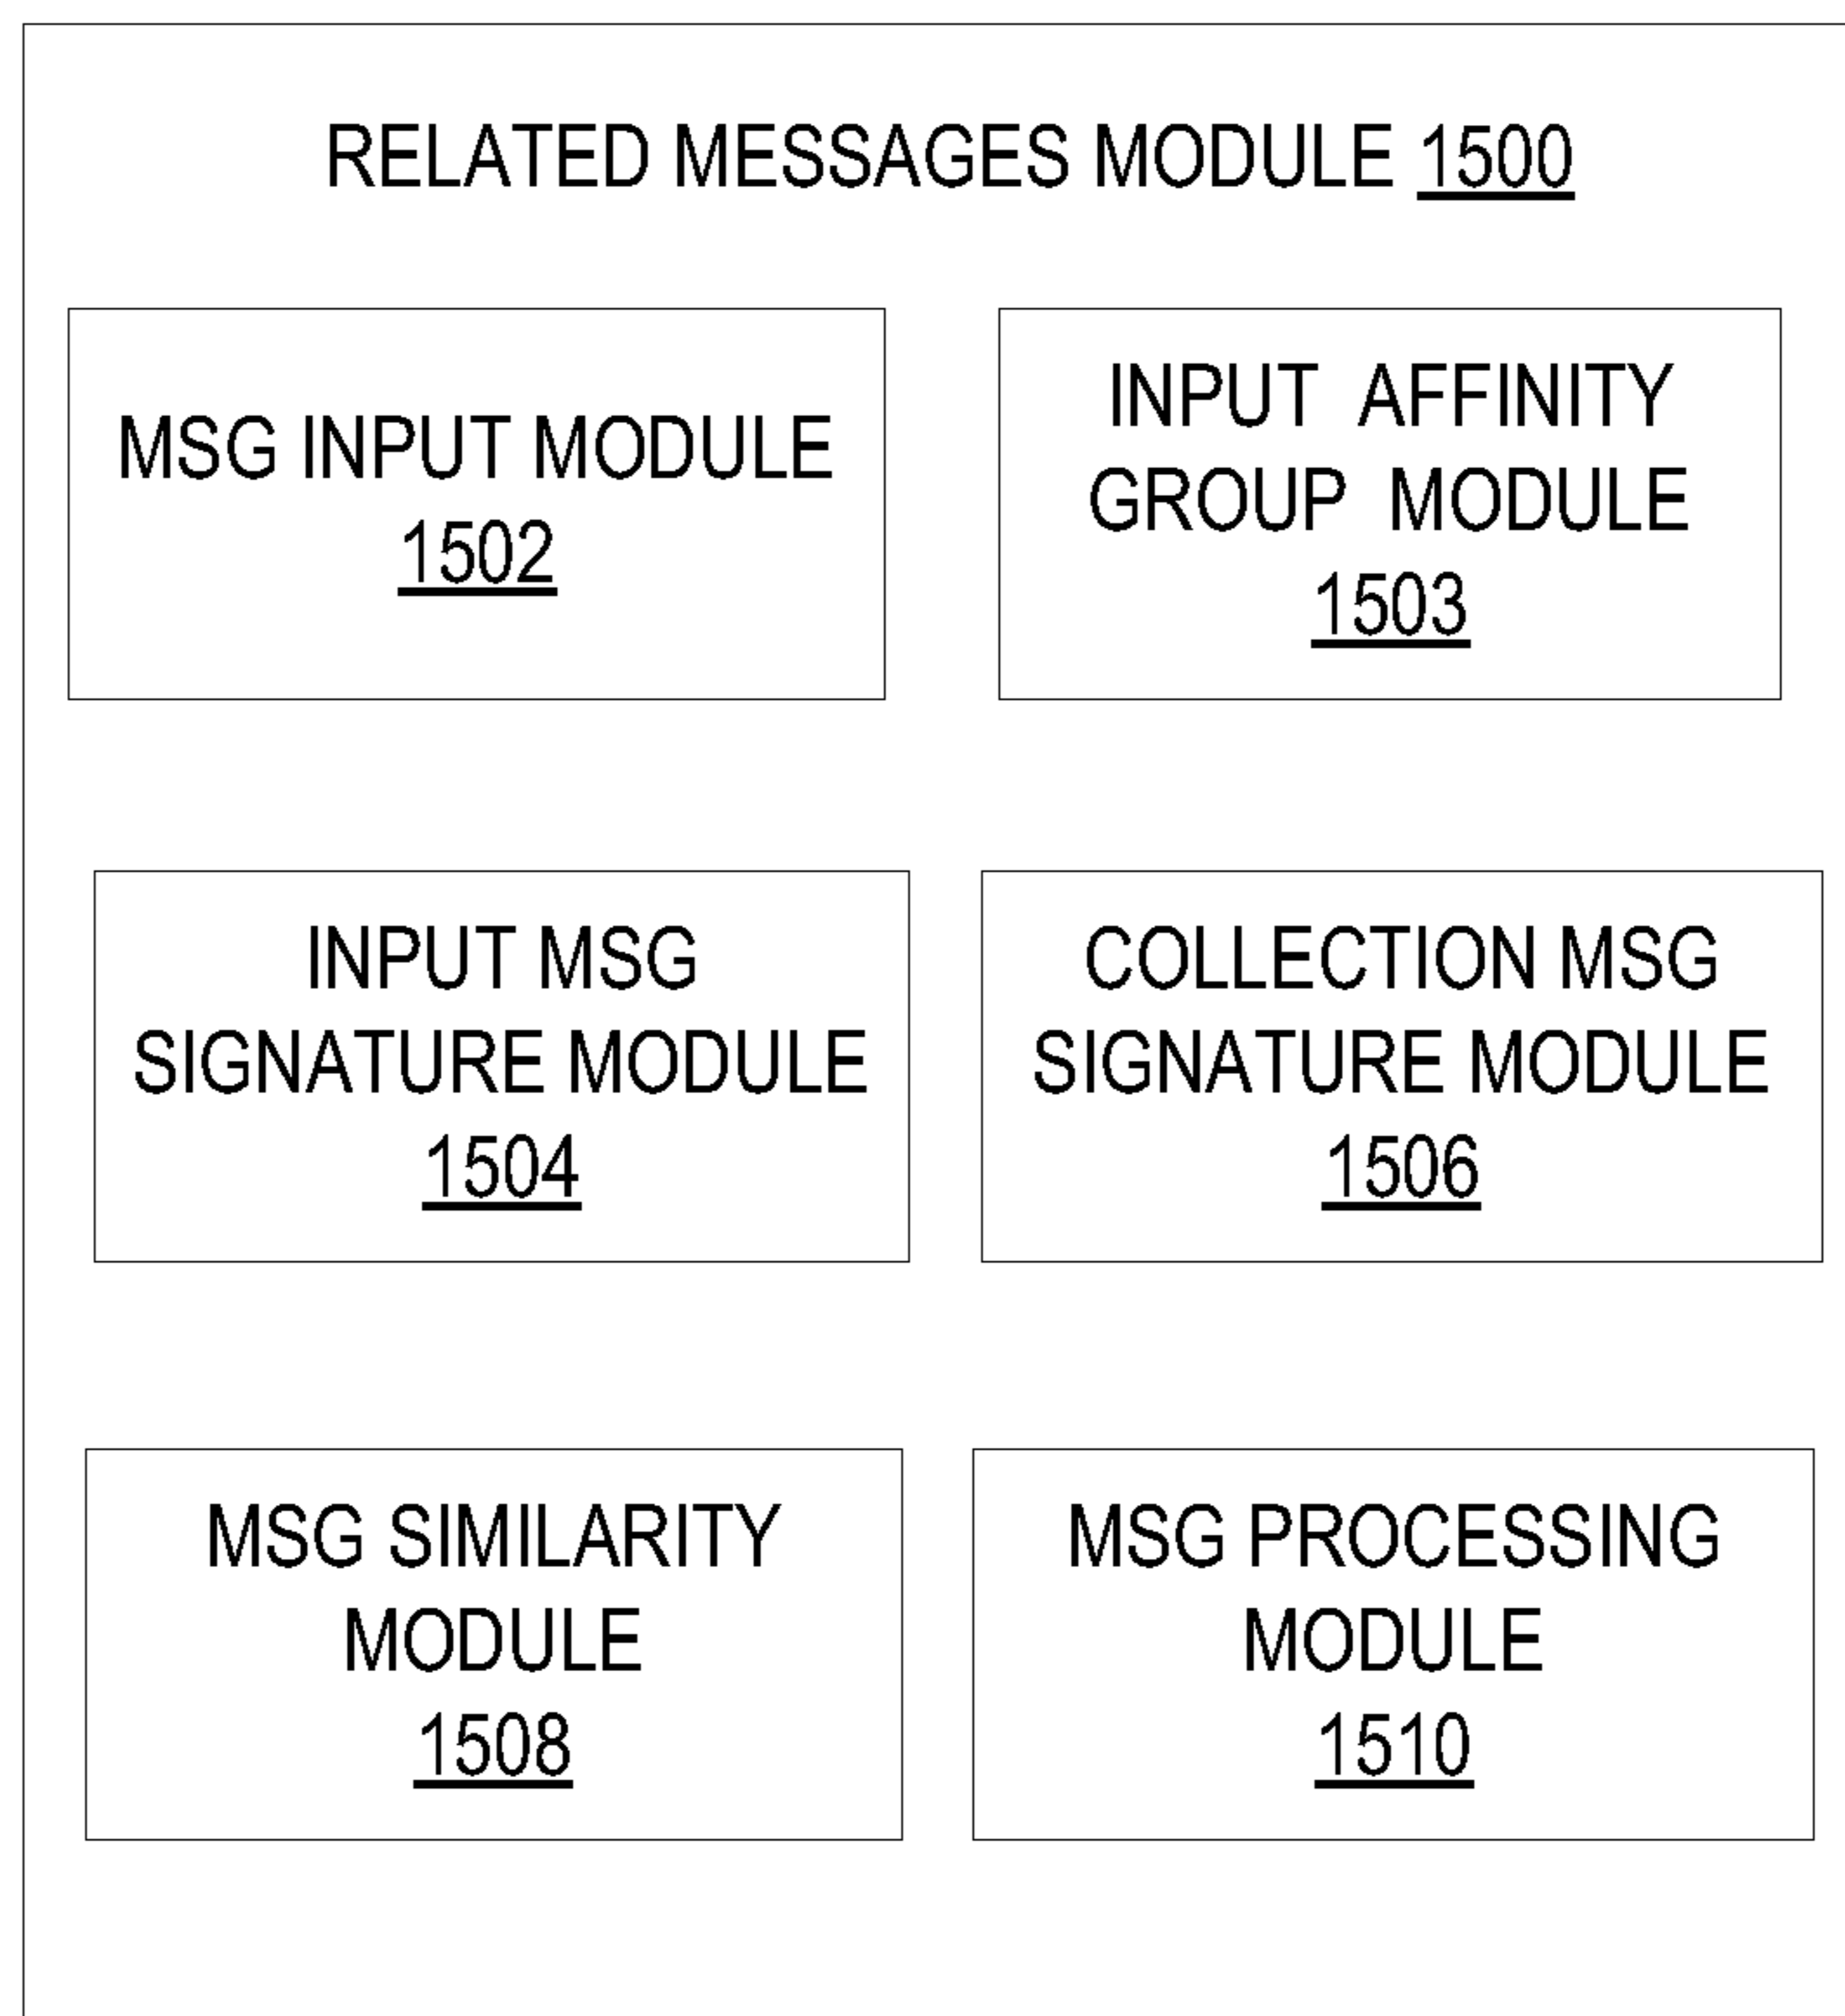 RELATED MESSAGES MODULE 1500
MSG INPUT MODULE
1502
INPUT AFFINITY
GROUP MODULE
1503
INPUT MSG
SIGNATURE MODULE
1504
COLLECTION MSG
SIGNATURE MODULE
1506
MSG SIMILARITY
MODULE
1508
MSG PROCESSING
MODULE
1510